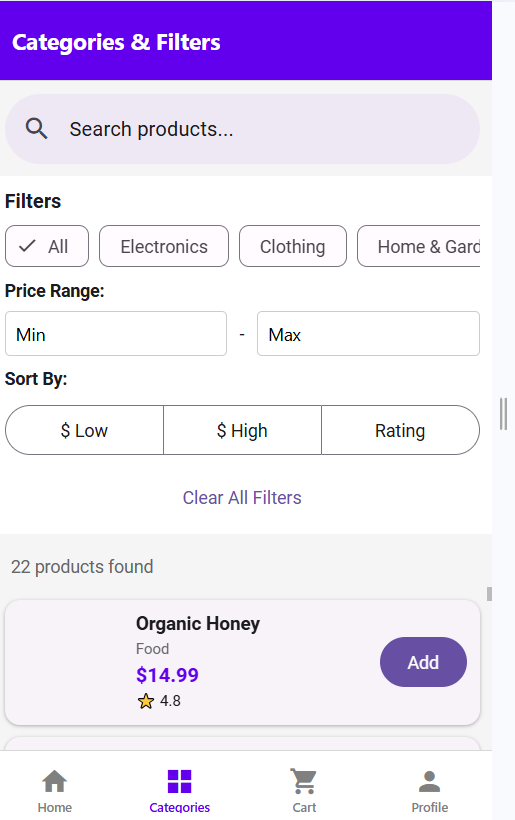 Categories & Filters
Search products...
Filters
All Electronics Clothing Home & Gard
Price Range:
Min - Max
Sort By:
$ Low $ High Rating
Clear All Filters
22 products found
Organic Honey
Food
$14.99
4.8
Add
Home Categories Cart Profile